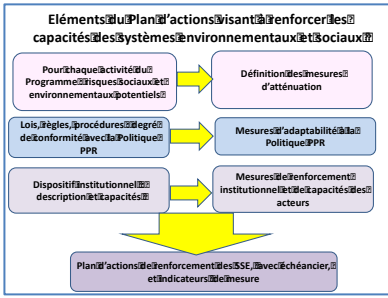 Eléments du Plan d'actions visant à renforcer les
capacités des systèmes environnementaux et sociaux
Pour chaque activité du
Programme risques sociaux et
environnementaux potentiels
Définition des mesures
d'atténuation
Lois, règles, procédures degré
de conformité avec la Politique
PPR
Mesures d'adaptabilité à la
Politique PPR
Dispositif institutionnel
description et capacités
Mesures de renforcement
institutionnel et de capacités des
acteurs
Plan d'actions de renforcement des SSE, avec échéancier,
et indicateurs de mesure